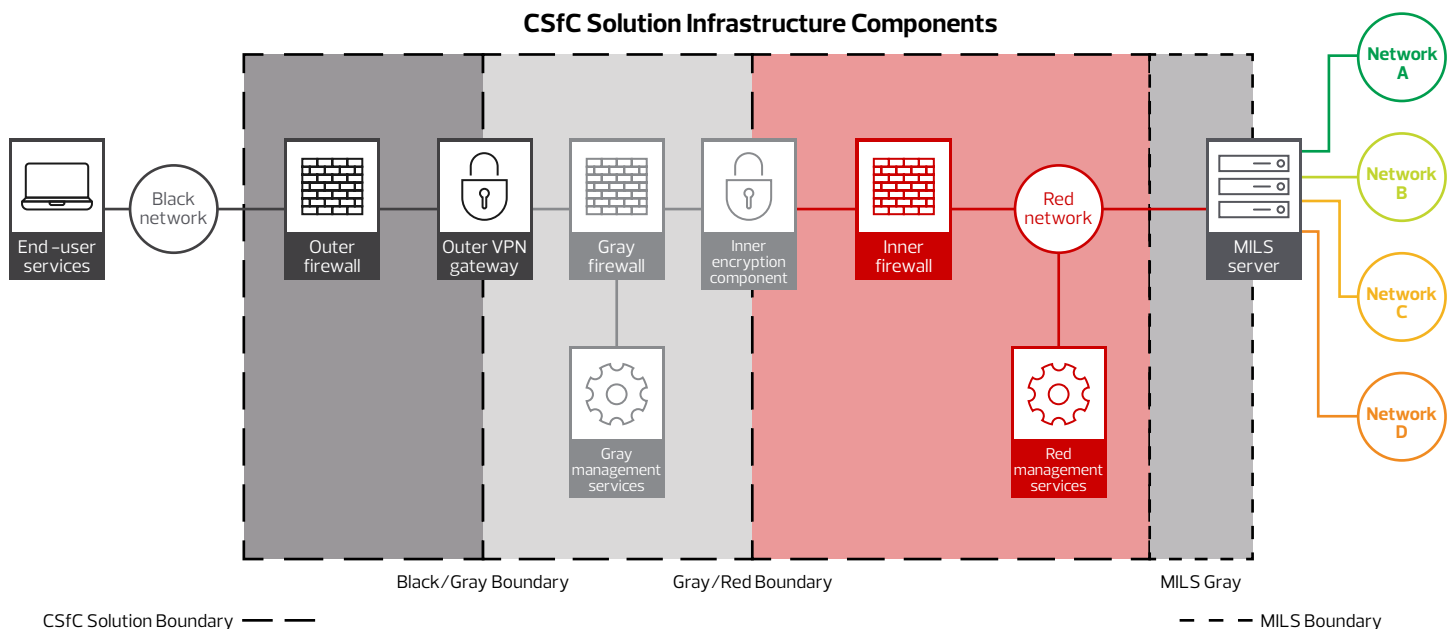 CSfC Solution Infrastructure Components
End –user
services
Black
network
Outer
firewall
Outer VPN
gateway
Gray
firewall
Inner
encryption
component
Inner
firewall
Red
network
MILS
server
Network
A
Network
B
Network
C
Network
D
Gray
management
services
Red
management
services
Black/Gray Boundary
Gray/Red Boundary
MILS Gray
CSfC Solution Boundary
MILS Boundary